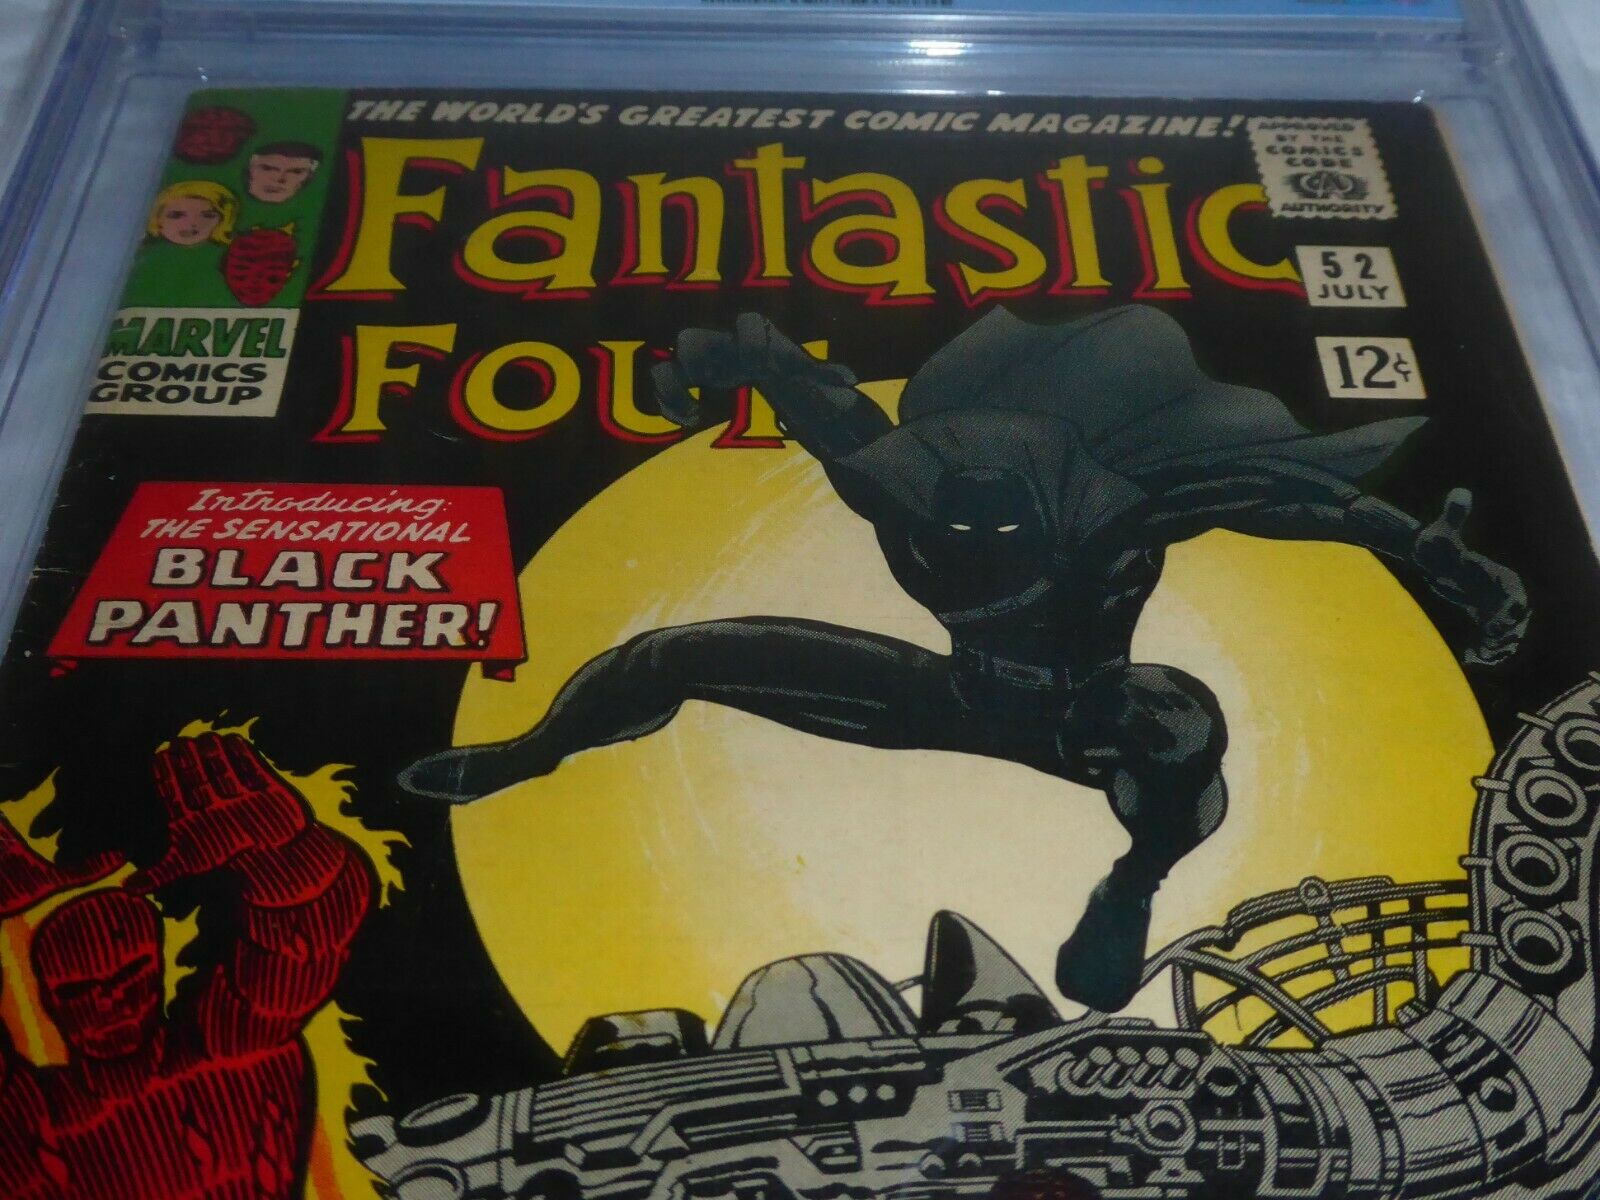 THE WORLD'S GREATEST COMIC MAGAZINE!
FANTASTIC
FOUR
APPROVED
BY THE
COMICS
CODE
AUTHORITY
52
JULY
12¢
MARVEL
COMICS
GROUP
Introducing:
THE SENSATIONAL
BLACK
PANTHER!